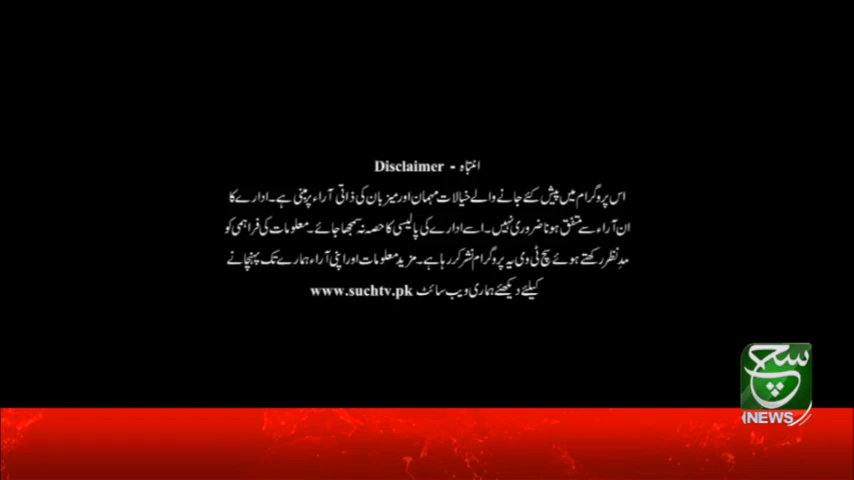 انتباہ - Disclaimer
اس پروگرام میں پیش کئے جانے والے خیالات مہمان اور میزبان کی ذاتی آراء پر مبنی ہے۔ ادارے کا
ان آراء سے متفق ہونا ضروری نہیں۔ اسے ادارے کی پالیسی کا حصہ نہ سمجھا جائے۔ معلومات کی فراہمی کو
مدِنظر رکھتے ہوئے سچ ٹی وی یہ پروگرام نشر کر رہا ہے۔ مزید معلومات اور اپنی آراء ہمارے تک پہنچانے
کیلئے دیکھئے ہماری ویب سائٹ www.suchtv.pk
سچ
NEWS